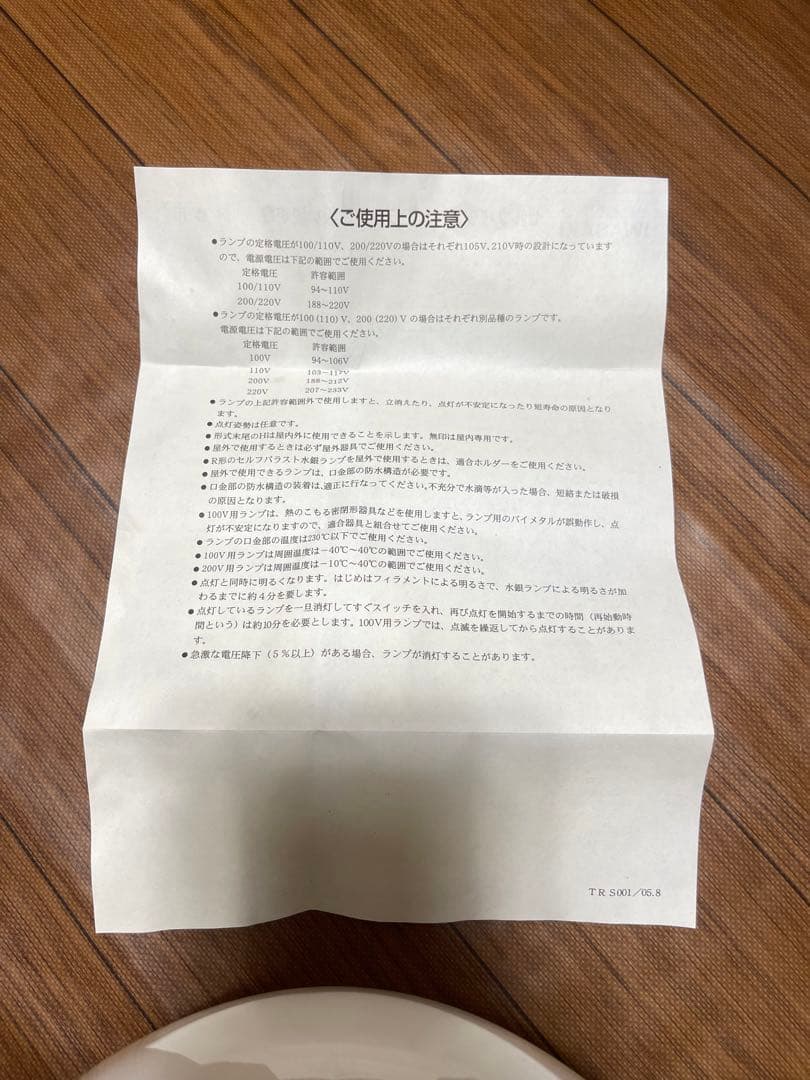 〈ご使用上の注意〉
●ランプの定格電圧が100/110V、200/220Vの場合はそれぞれ105V、210V時の設計になっています
ので、電源電圧は下記の範囲でご使用ください。
定格電圧 許容範囲
100/110V 94〜110V
200/220V 188〜220V
●ランプの定格電圧が100(110)V、200(220)Vの場合はそれぞれ別品種のランプです。
電源電圧は下記の範囲でご使用ください。
定格電圧 許容範囲
100V 94〜106V
110V 103〜117V
200V 188〜212V
220V 207〜233V
●ランプの上記許容範囲外で使用しますと、立消えたり、点灯が不安定になったり短寿命の原因となり
ます。
●点灯姿勢は任意です。
●形式末尾のHは屋内外に使用できることを示します。無印は屋内専用です。
●屋外で使用するときは必ず屋外器具でご使用ください。
●R形のセルフバラスト水銀ランプを屋外で使用するときは、適合ホルダーをご使用ください。
●屋外で使用できるランプは、口金部の防水構造が必要です。
●口金部の防水構造の装着は、適正に行なってください。不充分で水滴等が入った場合、短絡または破損
の原因となります。
●100V用ランプは、熱のこもる密閉形器具などを使用しますと、ランプ用のバイメタルが誤動作し、点
灯が不安定になりますので、適合器具と組合せてご使用ください。
●ランプの口金部の温度は230℃以下でご使用ください。
●100V用ランプは周囲温度は−40℃〜40℃の範囲でご使用ください。
●200V用ランプは周囲温度は−10℃〜40℃の範囲でご使用ください。
●点灯と同時に明るくなります。はじめはフィラメントによる明るさで、水銀ランプによる明るさが加
わるまでに約4分を要します。
●点灯しているランプを一旦消灯してすぐスイッチを入れ、再び点灯を開始するまでの時間(再始動時
間という)は約10分を必要とします。100V用ランプでは、点滅を繰返してから点灯することがありま
す。
●急激な電圧降下(5%以上)がある場合、ランプが消灯することがあります。
TRS001/05.8